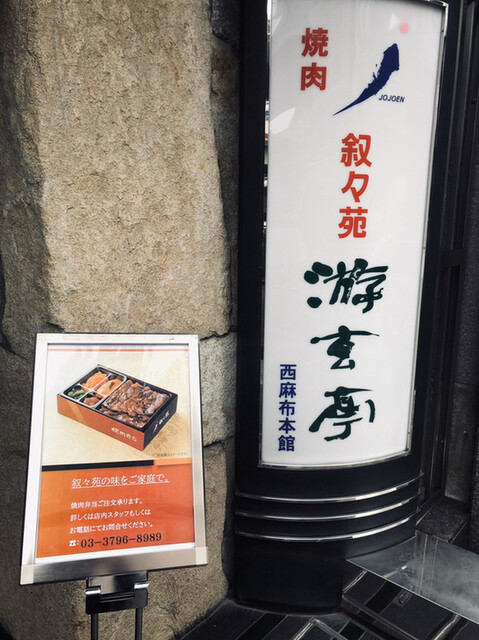 焼肉
JOJOEN
叙々苑
游玄亭
西麻布本館
焼肉弁当
叙々苑の味をご家庭で。
焼肉弁当ご注文承ります。
詳しくは店内スタッフもしくは
お電話にてお問合せください。
☎:03-3796-8989